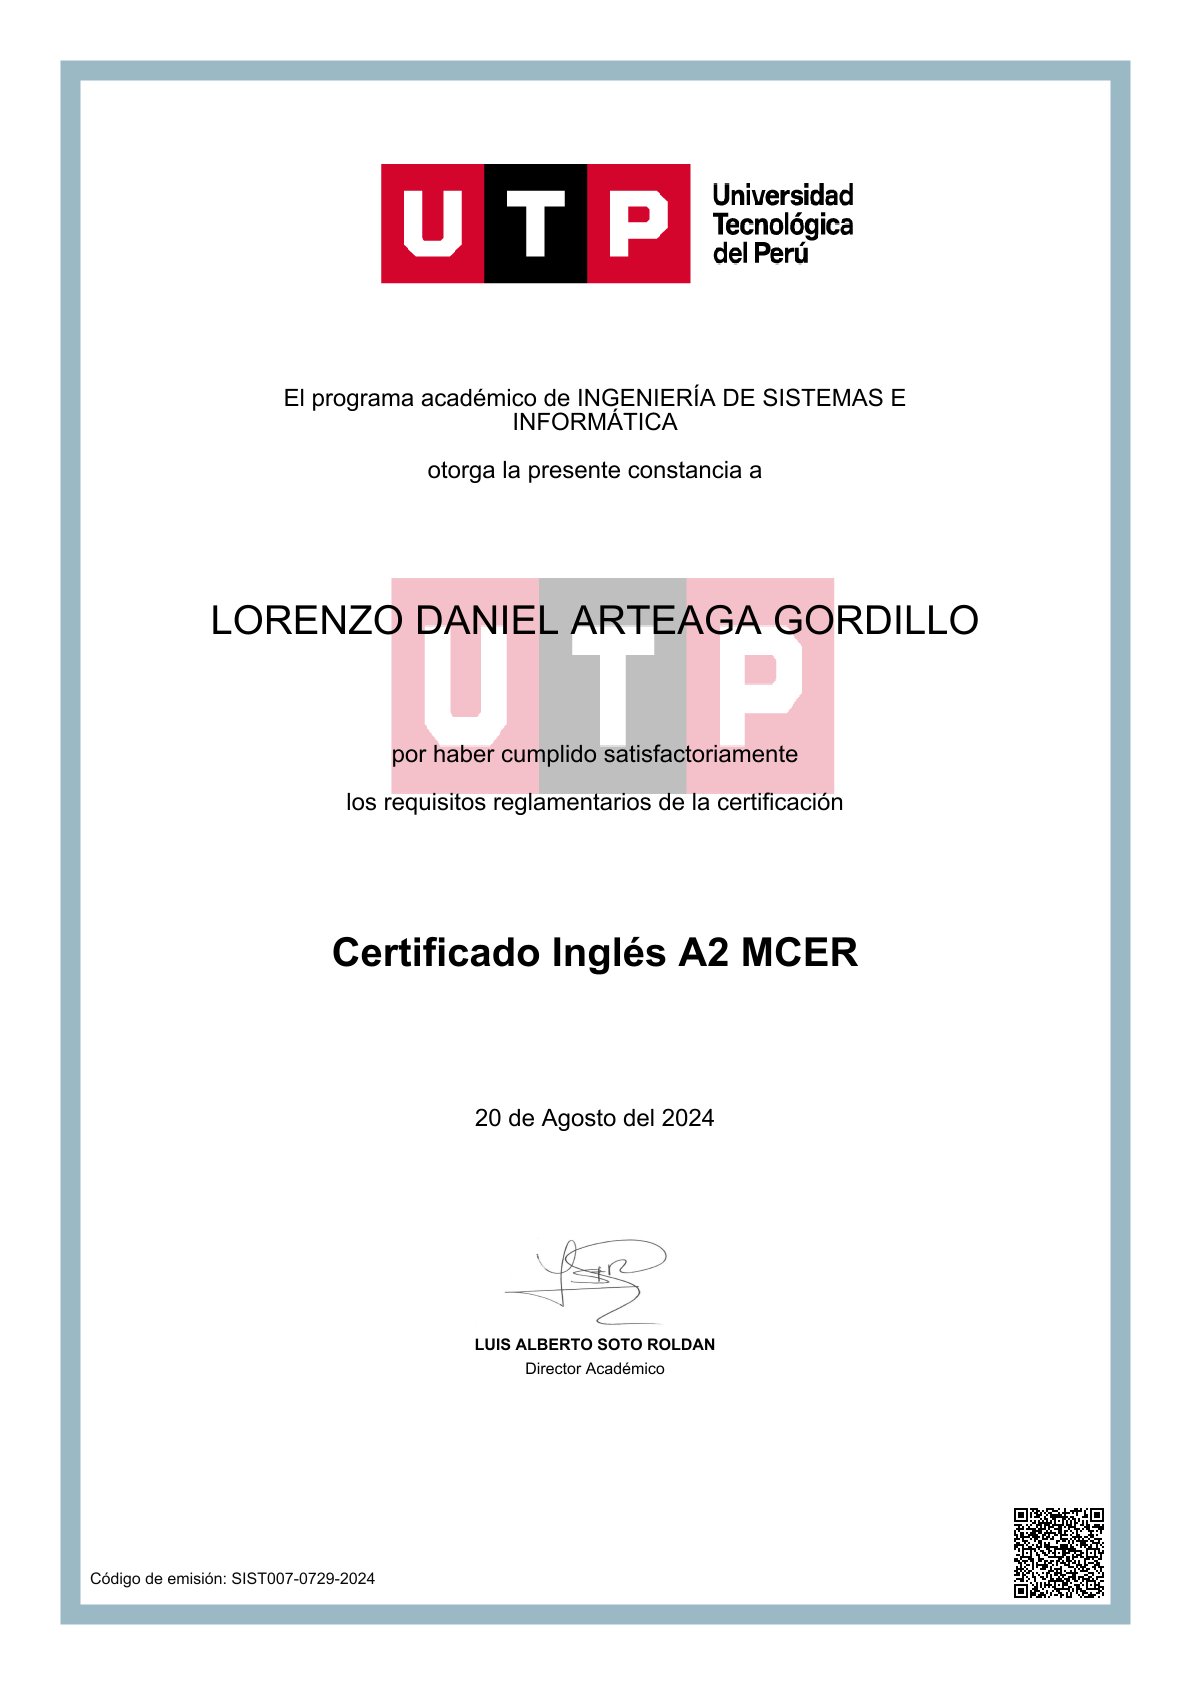 UTP
Universidad
Tecnológica
del Perú
El programa académico de INGENIERÍA DE SISTEMAS E
INFORMÁTICA
otorga la presente constancia a
LORENZO DANIEL ARTEAGA GORDILLO
UTP
por haber cumplido satisfactoriamente
los requisitos reglamentarios de la certificación
Certificado Inglés A2 MCER
20 de Agosto del 2024
LUIS ALBERTO SOTO ROLDAN
Director Académico
Código de emisión: SIST007-0729-2024